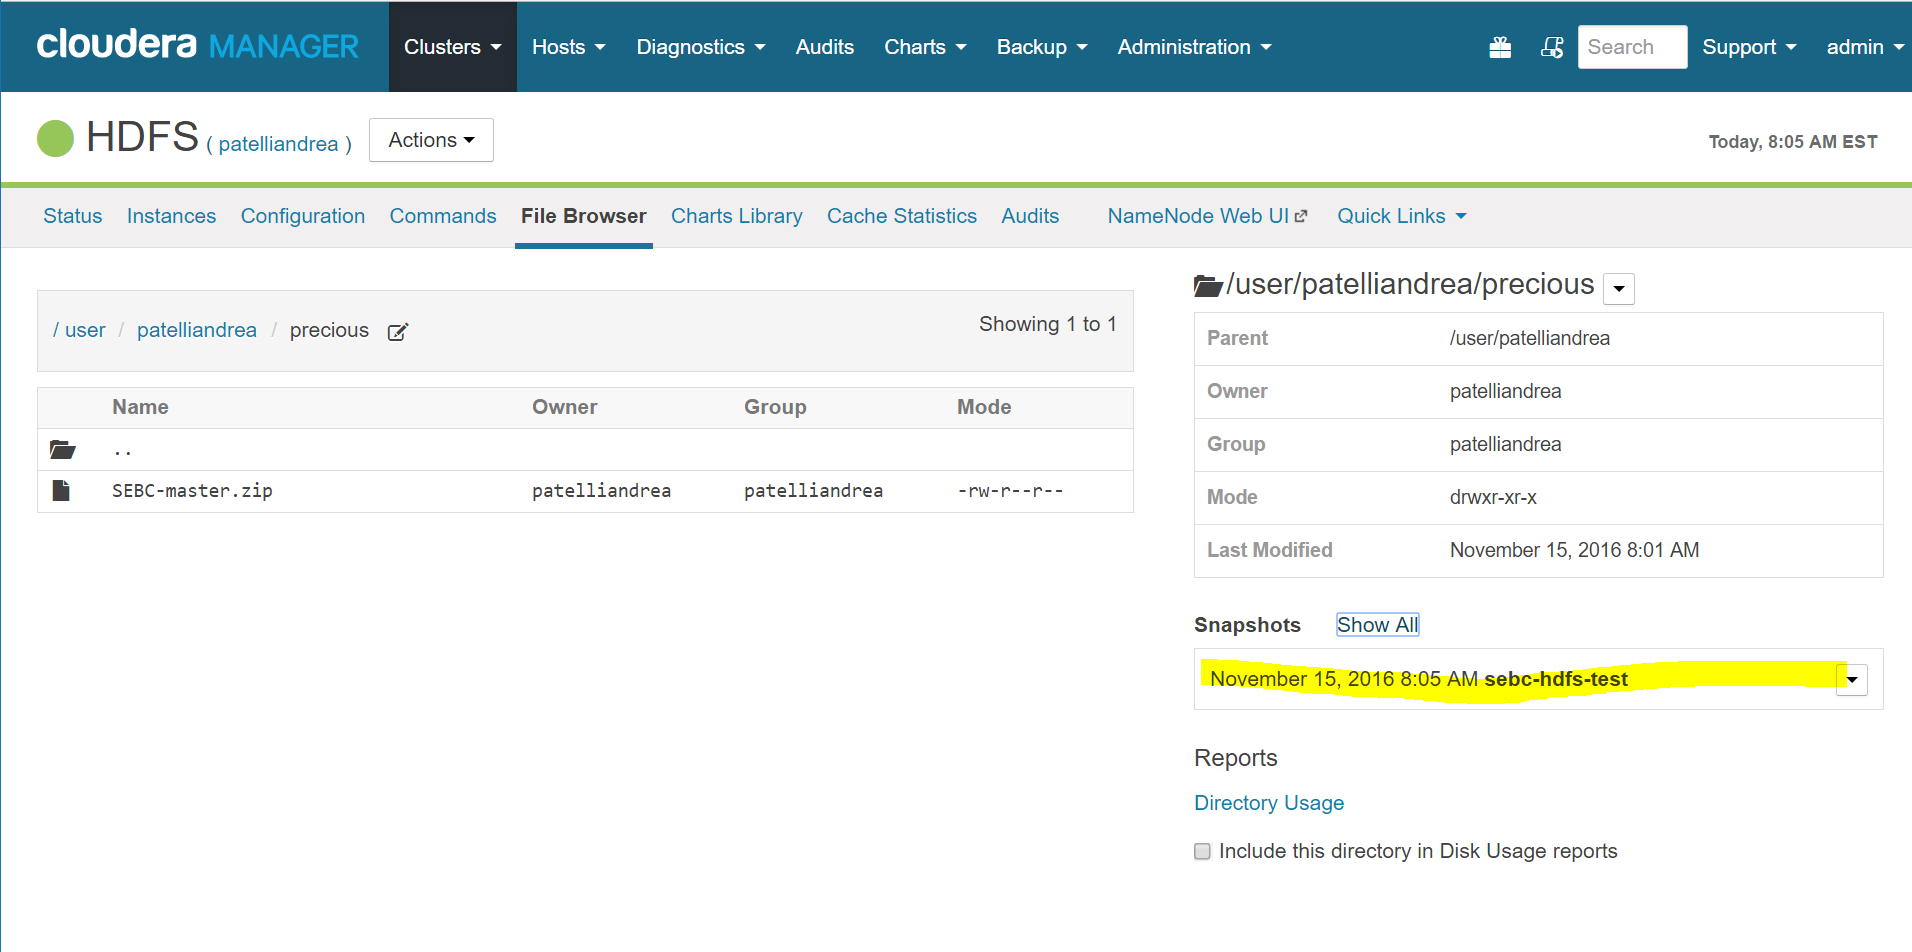 cloudera MANAGER Clusters Hosts Diagnostics Audits Charts Backup Administration Search Support admin
HDFS ( patelliandrea ) Actions Today, 8:05 AM EST
Status Instances Configuration Commands File Browser Charts Library Cache Statistics Audits NameNode Web UI Quick Links
/ user / patelliandrea / precious Showing 1 to 1
Name Owner Group Mode
..
SEBC-master.zip patelliandrea patelliandrea -rw-r--r--
/user/patelliandrea/precious
Parent /user/patelliandrea
Owner patelliandrea
Group patelliandrea
Mode drwxr-xr-x
Last Modified November 15, 2016 8:01 AM
Snapshots Show All
November 15, 2016 8:05 AM sebc-hdfs-test
Reports
Directory Usage
Include this directory in Disk Usage reports